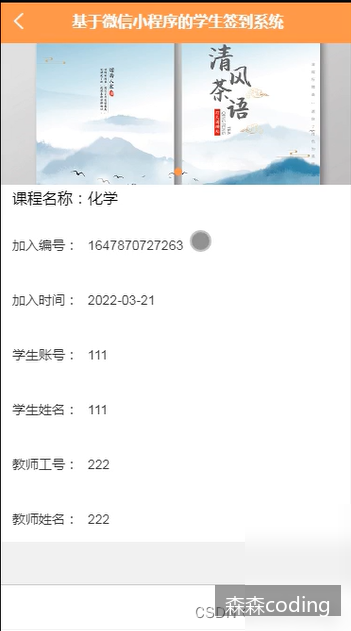 基于微信小程序的学生签到系统
清风茶语
课程名称：化学
加入编号： 1647870727263
加入时间： 2022-03-21
学生账号： 111
学生姓名： 111
教师工号： 222
教师姓名： 222
森森coding